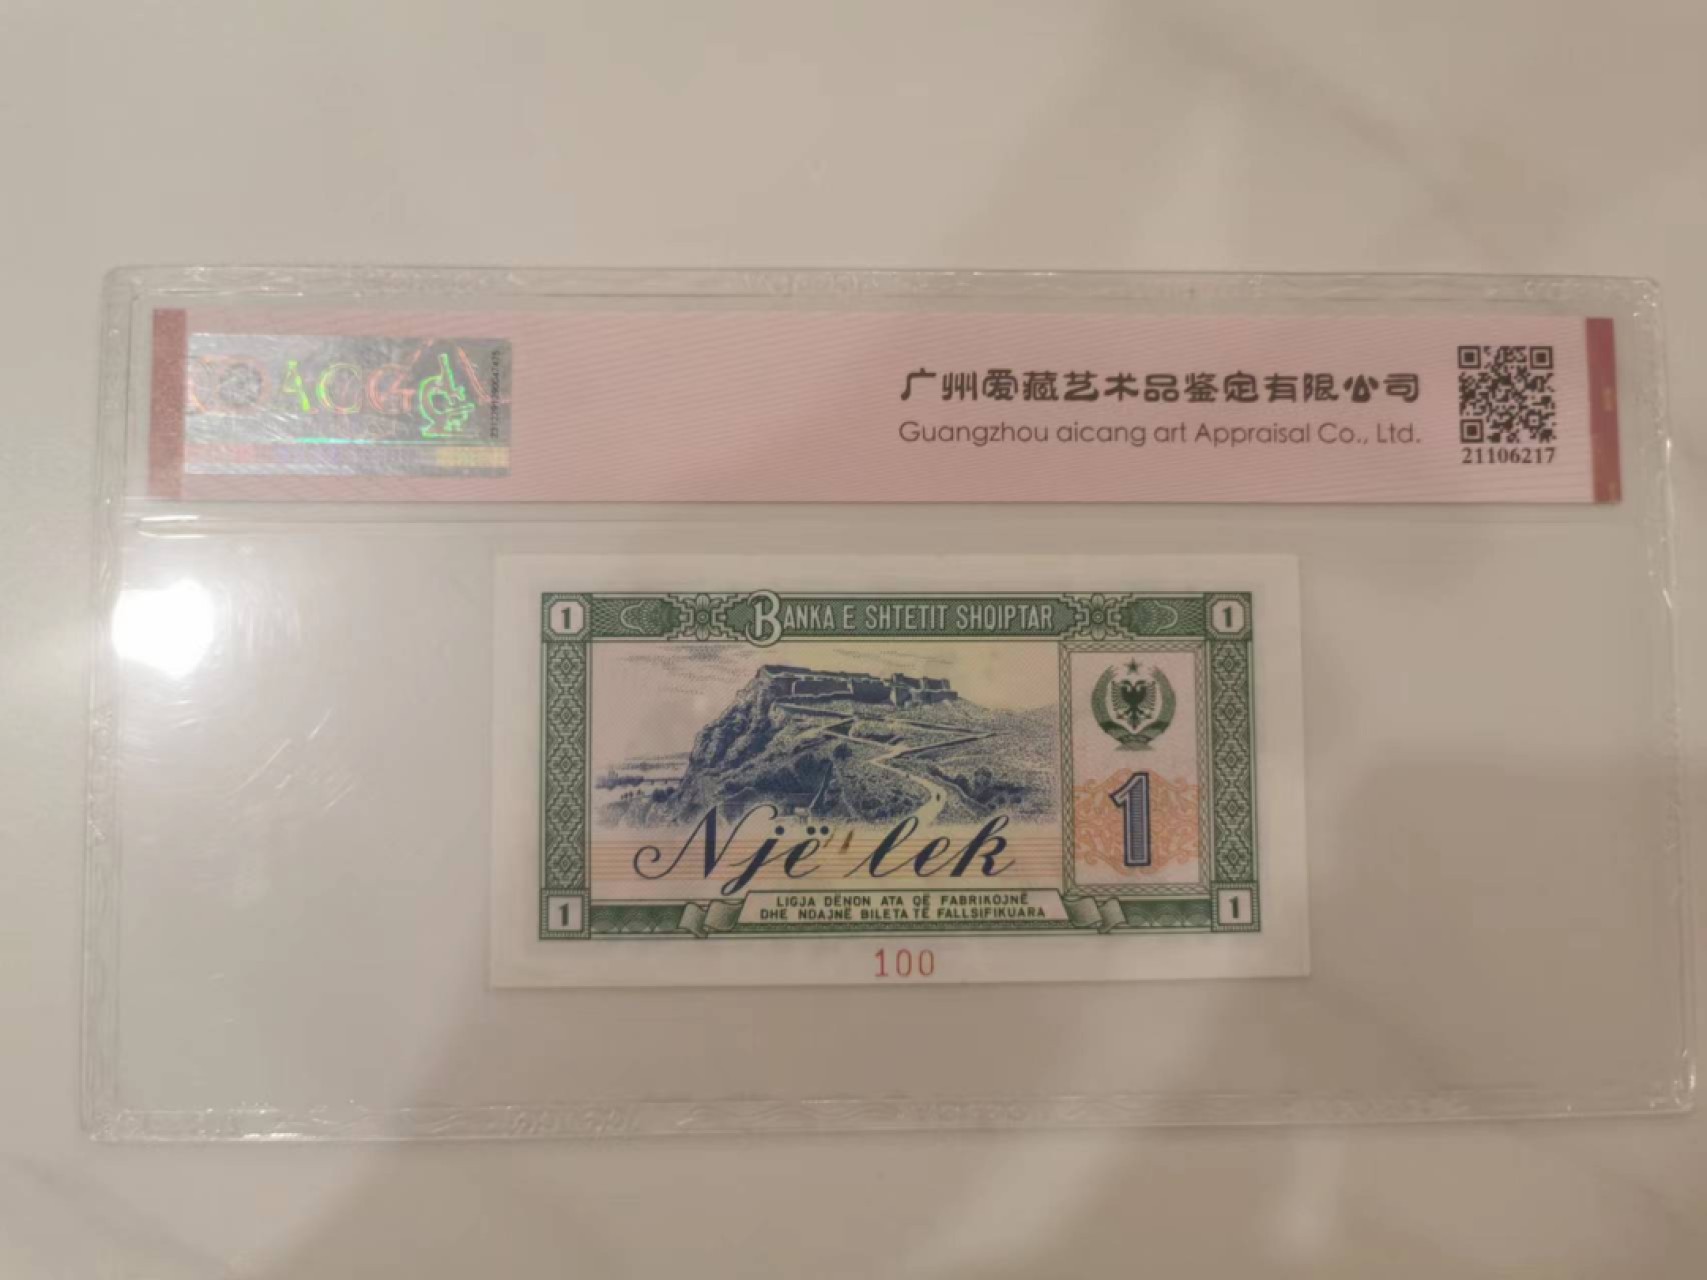 ACGA
广州爱藏艺术品鉴定有限公司
Guangzhou aicang art Appraisal Co., Ltd.
21106217
1 BANKA E SHTETIT SHQIPTAR 1
Një lek
1
LIGJA DËNON ATA QË FABRIKOJNË
DHE NDAJNË BILETA TË FALLSIFIKUARA
1 1
100